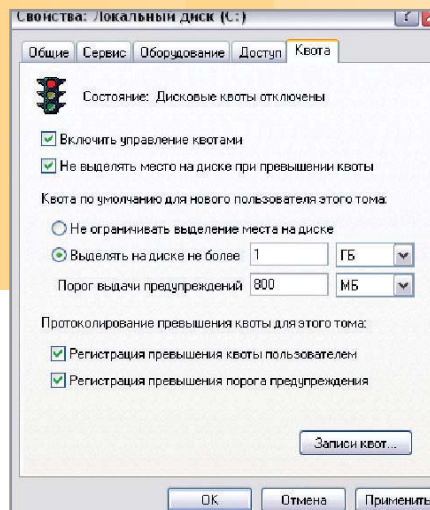 Свойства: Локальный диск (C:)
Общие Сервис Оборудование Доступ Квота
Состояние: Дисковые квоты отключены
Включить управление квотами
Не выделять место на диске при превышении квоты
Квота по умолчанию для нового пользователя этого тома:
Не ограничивать выделение места на диске
Выделять на диске не более 1 ГБ
Порог выдачи предупреждений 800 МБ
Протоколирование превышения квоты для этого тома:
Регистрация превышения квоты пользователем
Регистрация превышения порога предупреждения
Записи квот...
ОК Отмена Применить